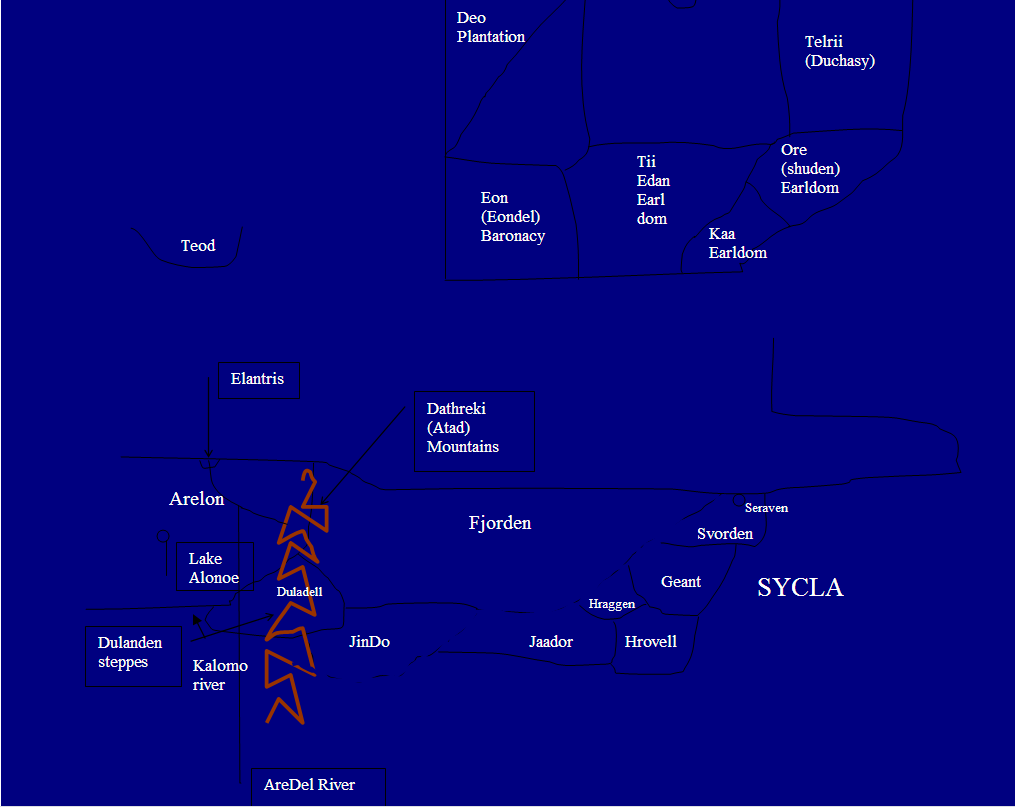 Deo
Plantation
Telrii
(Duchasy)
Ore
(shuden)
Earldom
Tii
Edan
Earl
dom
Eon
(Eondel)
Baronacy
Kaa
Earldom
Teod
Elantris
Dathreki
(Atad)
Mountains
Arelon
Fjorden
Seraven
Svorden
Lake
Alonoe
Geant
SYCLA
Duladell
Hraggen
Dulanden
steppes
JinDo
Jaador
Hrovell
Kalomo
river
AreDel River